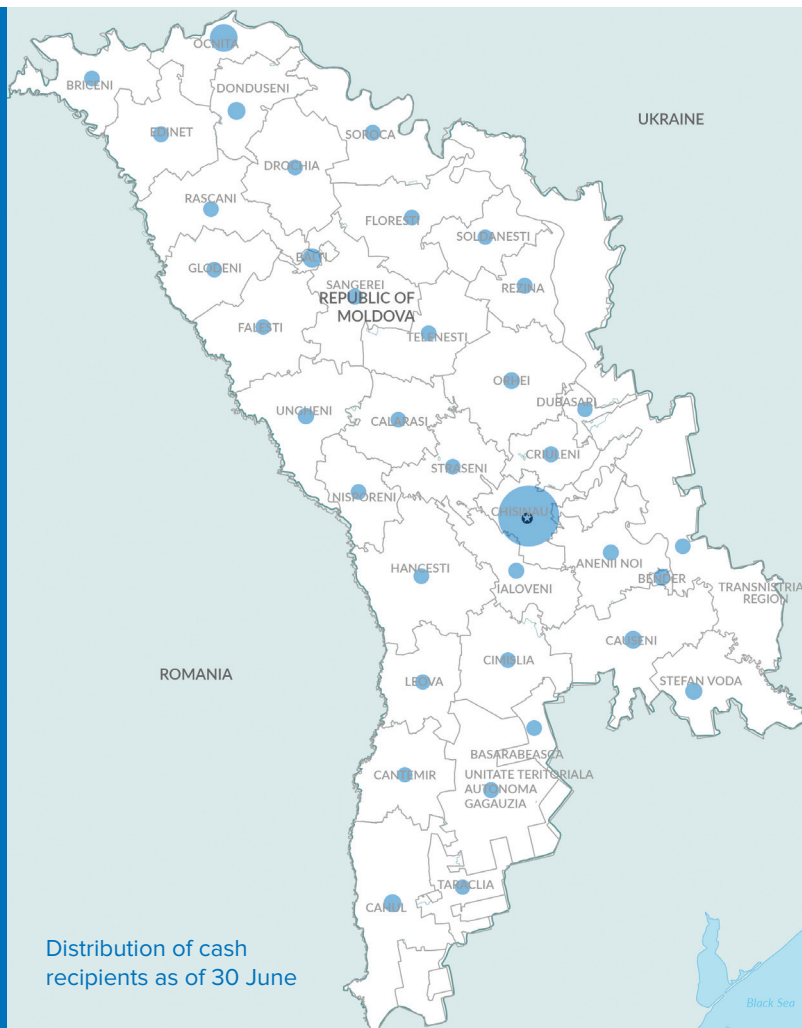 OCNITA
BRICENI
DONDUSENI
UKRAINE
EDINET
SOROCA
DROCHIA
RASCANI
FLORESTI
SOLDANESTI
BALTI
GLODENI
SANGEREI
REZINA
REPUBLIC OF
MOLDOVA
FALESTI
TELENESTI
ORHEI
DUBASARI
UNGHENI
CALARASI
CRIULENI
STRASENI
NISPORENI
CHISINAU
ANENII NOI
HANCESTI
BENDER
IALOVENI
TRANSNISTRIA
REGION
CAUSENI
CIMISLIA
ROMANIA
LEOVA
STEFAN VODA
BASARABEASCA
CANTEMIR
UNITATE TERITORIALA
AUTONOMA
GAGAUZIA
TARACLIA
CAHUL
Distribution of cash
recipients as of 30 June
Black Sea